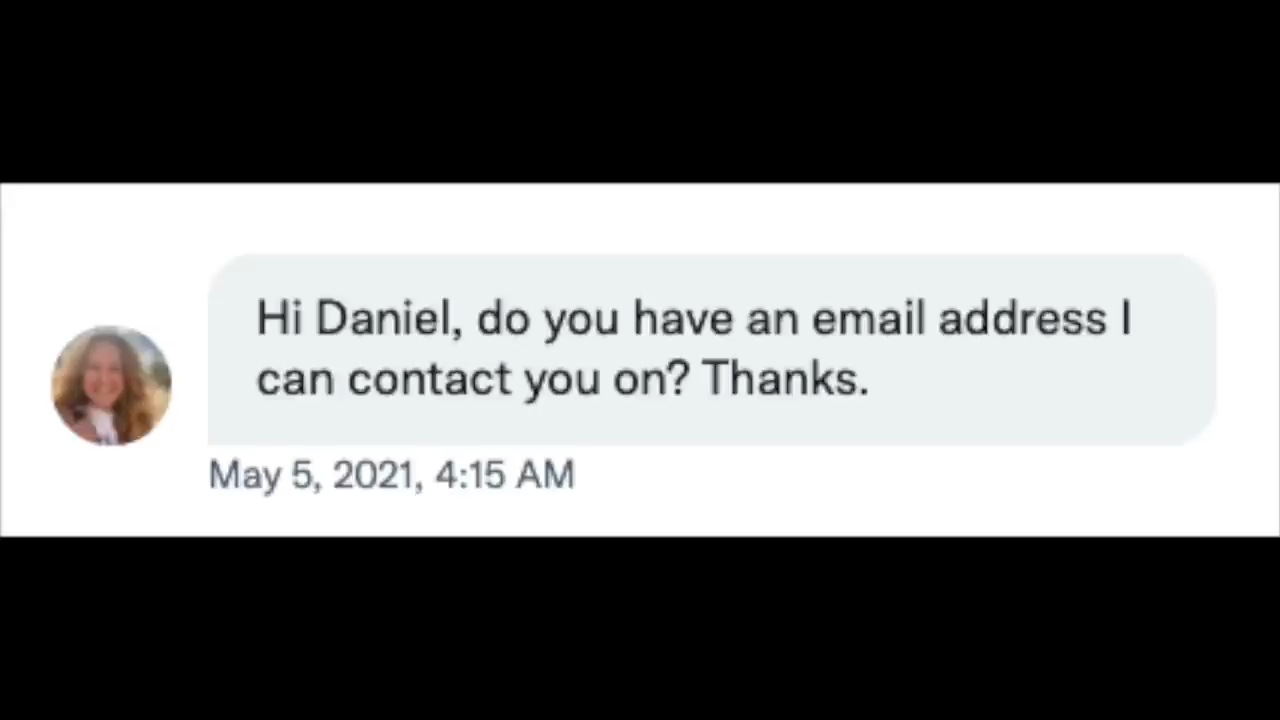 Hi Daniel, do you have an email address I
can contact you on? Thanks.
May 5, 2021, 4:15 AM